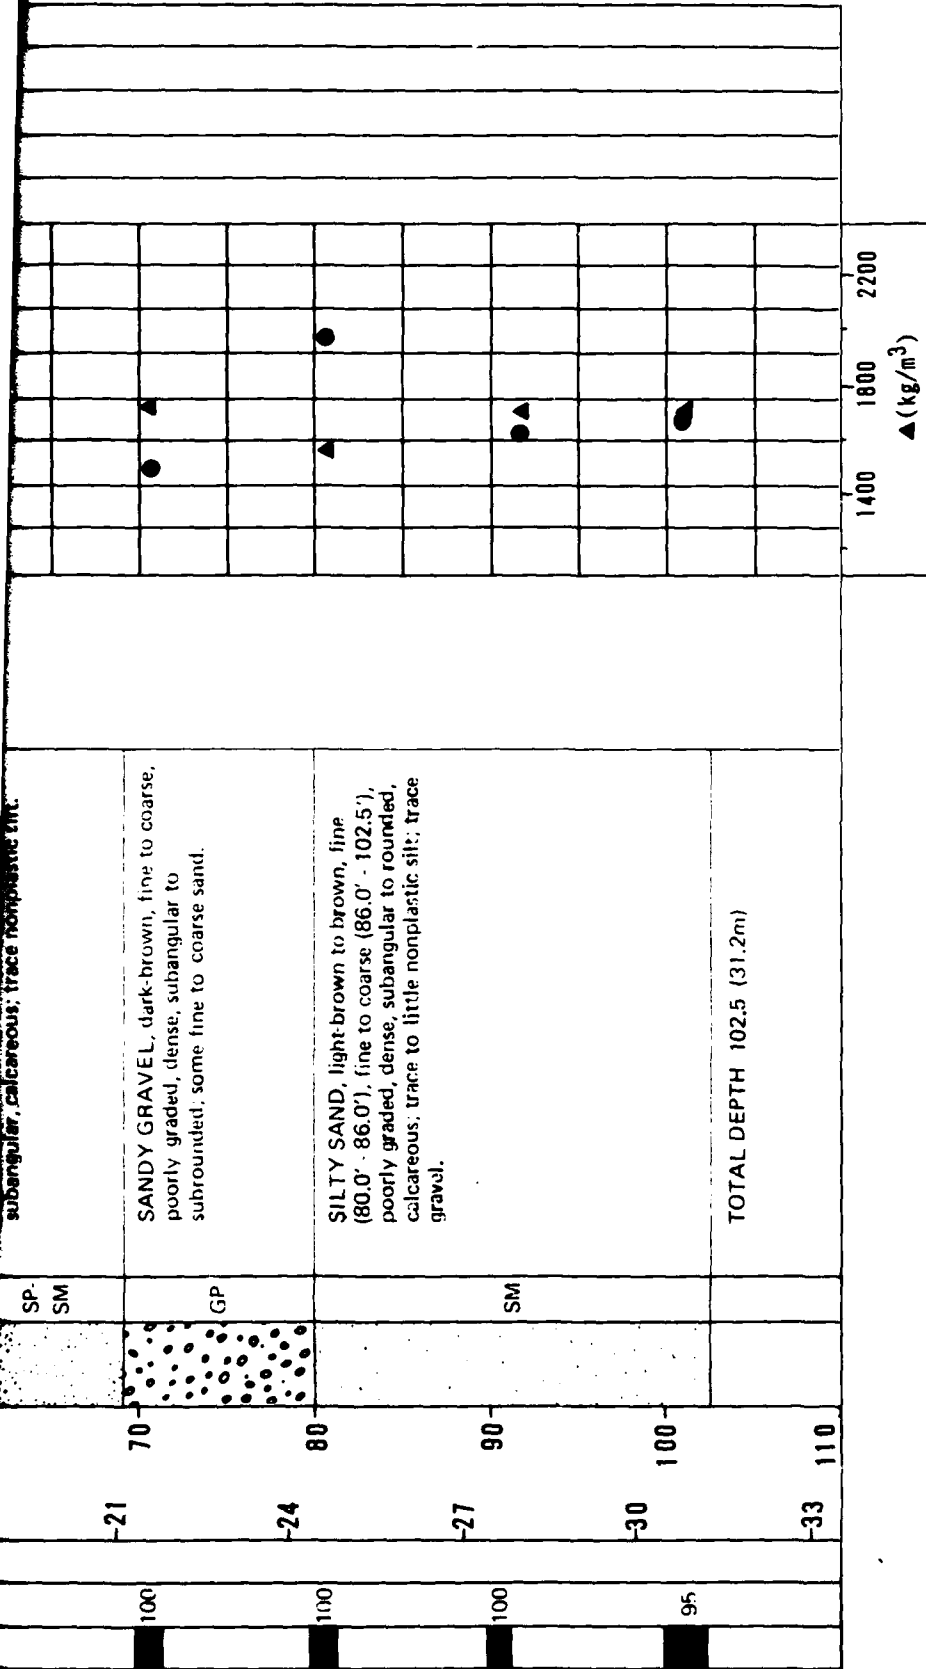 subangular, calcareous; trace nonplastic silt.
SP-
SM
SANDY GRAVEL, dark-brown, fine to coarse,
poorly graded, dense, subangular to
subrounded; some fine to coarse sand.
GP
SILTY SAND, light-brown to brown, fine
(80.0' - 86.0'), fine to coarse (86.0' - 102.5'),
poorly graded, dense, subangular to rounded,
calcareous; trace to little nonplastic silt; trace
gravel.
SM
TOTAL DEPTH 102.5 (31.2m)
70
80
90
100
110
-21
-24
-27
-30
-33
100
100
100
95
1400
1800
2200
▲(kg/m³)